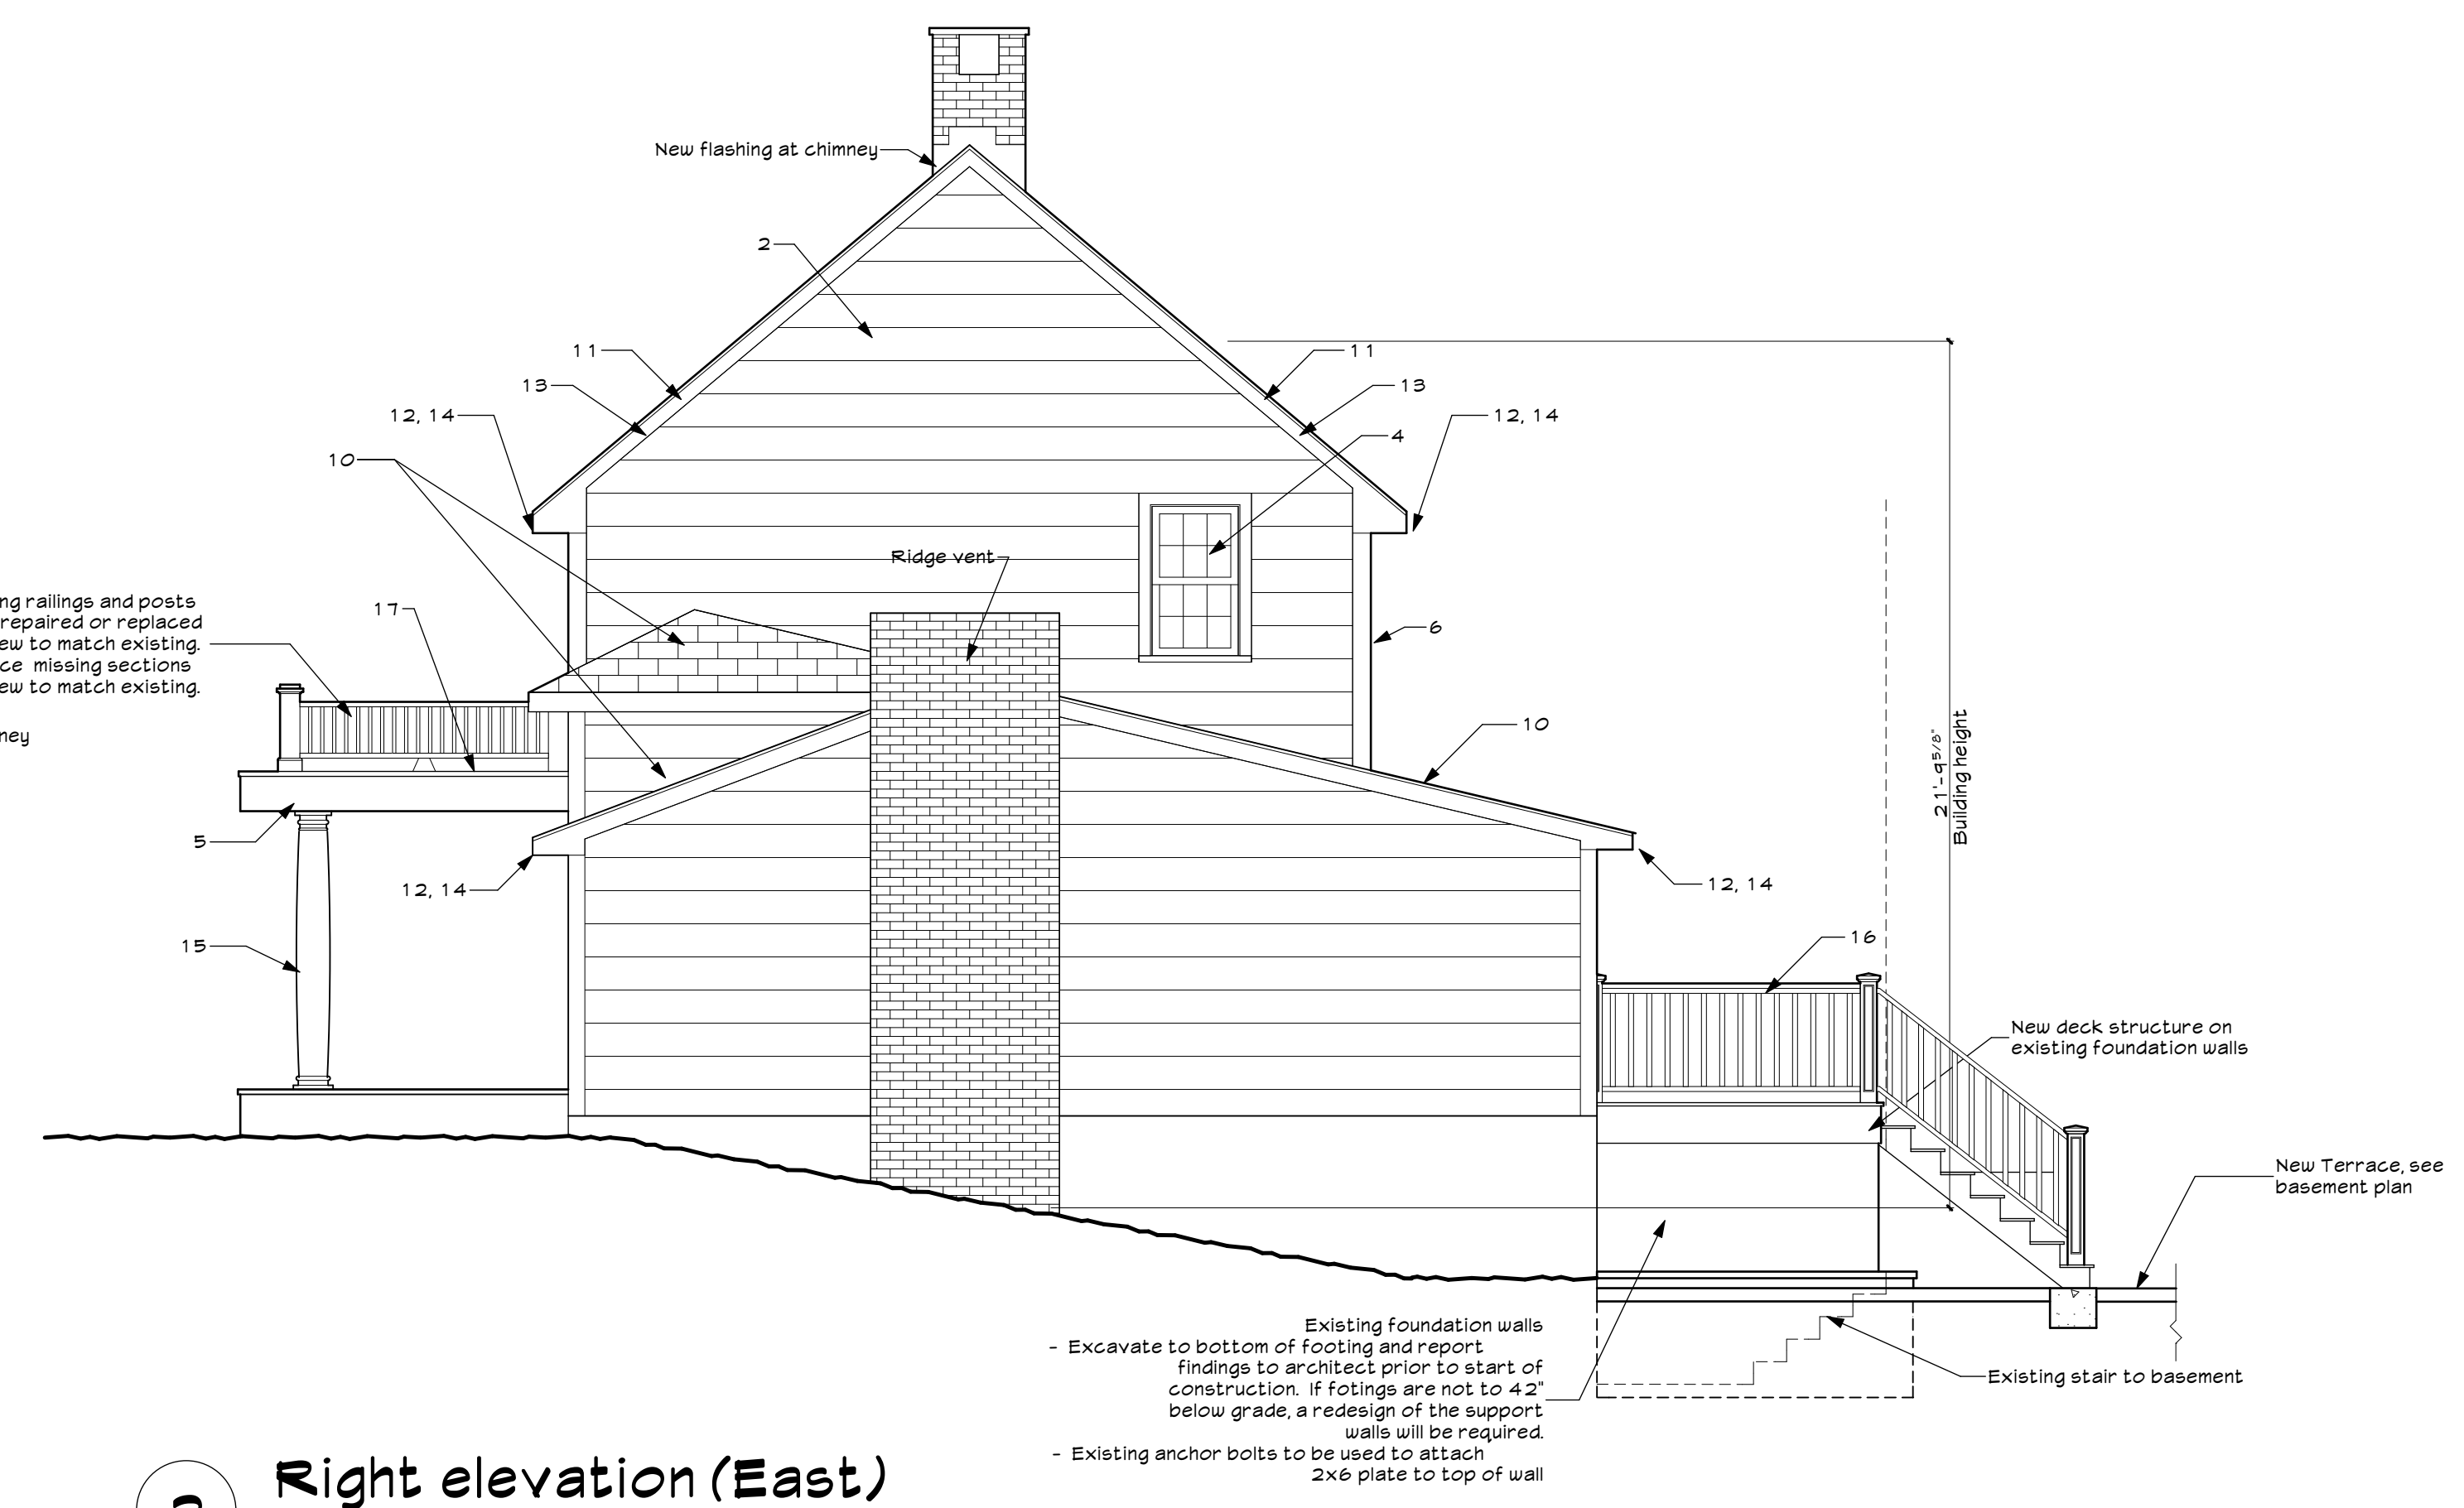 New flashing at chimney
2
11
11
13
13
12, 14
12, 14
4
10
Ridge vent
ng railings and posts
repaired or replaced
ew to match existing.
ce missing sections
ew to match existing.
17
6
ney
10
21'-9 5/8"
Building height
5
12, 14
12, 14
15
16
New deck structure on
existing foundation walls
New Terrace, see
basement plan
Existing foundation walls
- Excavate to bottom of footing and report
findings to architect prior to start of
construction. If fotings are not to 42"
below grade, a redesign of the support
walls will be required.
- Existing anchor bolts to be used to attach
2x6 plate to top of wall
Existing stair to basement
Right elevation (East)